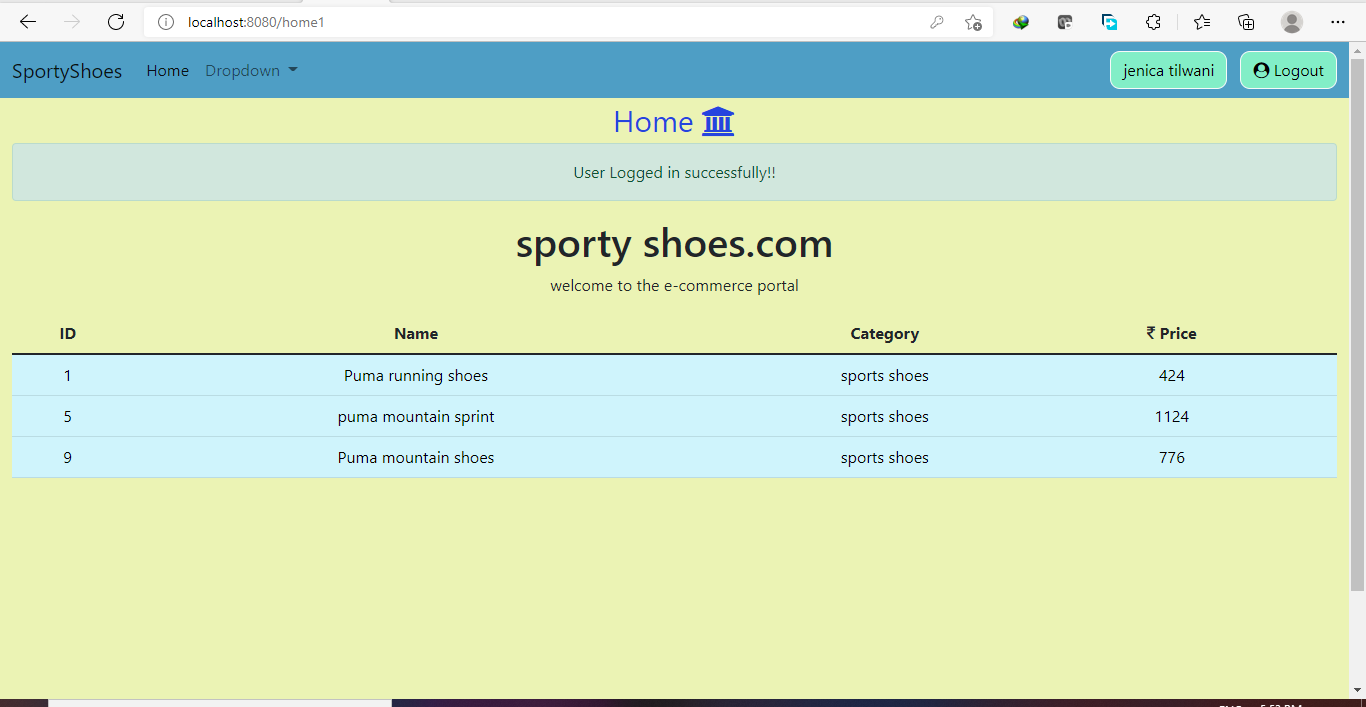 localhost:8080/home1
SportyShoes Home Dropdown jenica tilwani Logout
Home
User Logged in successfully!!
sporty shoes.com
welcome to the e-commerce portal
ID Name Category ₹ Price
1 Puma running shoes sports shoes 424
5 puma mountain sprint sports shoes 1124
9 Puma mountain shoes sports shoes 776